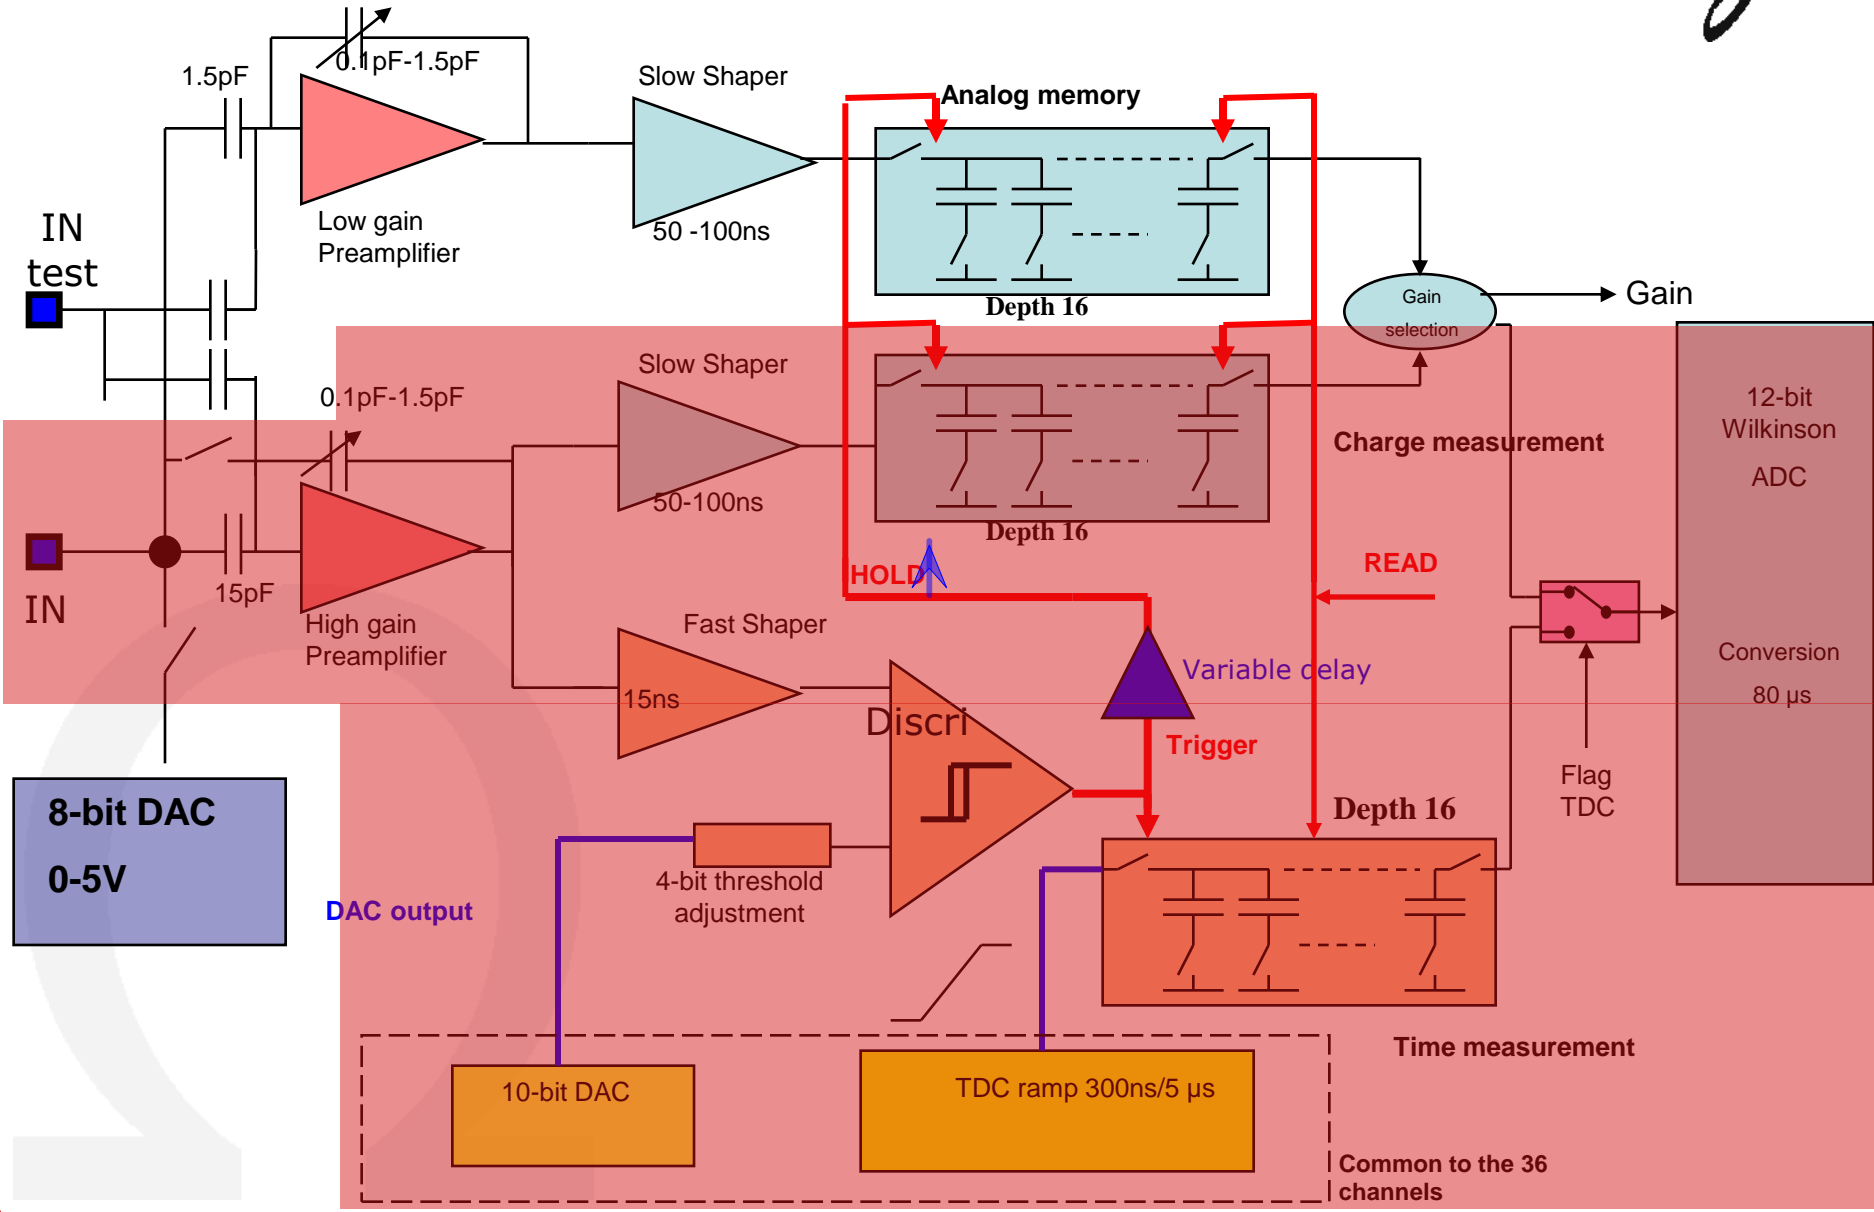 1.5pF
0.1pF-1.5pF
Slow Shaper
Analog memory
Low gain
Preamplifier
50 -100ns
IN
test
Depth 16
Gain
selection
Gain
Slow Shaper
0.1pF-1.5pF
12-bit
Wilkinson
ADC
Charge measurement
50-100ns
Depth 16
HOLD
READ
15pF
IN
High gain
Preamplifier
Fast Shaper
15ns
Variable delay
Conversion
80 µs
Discri
Trigger
Flag
TDC
8-bit DAC
0-5V
Depth 16
4-bit threshold
adjustment
DAC output
Time measurement
10-bit DAC
TDC ramp 300ns/5 µs
Common to the 36
channels